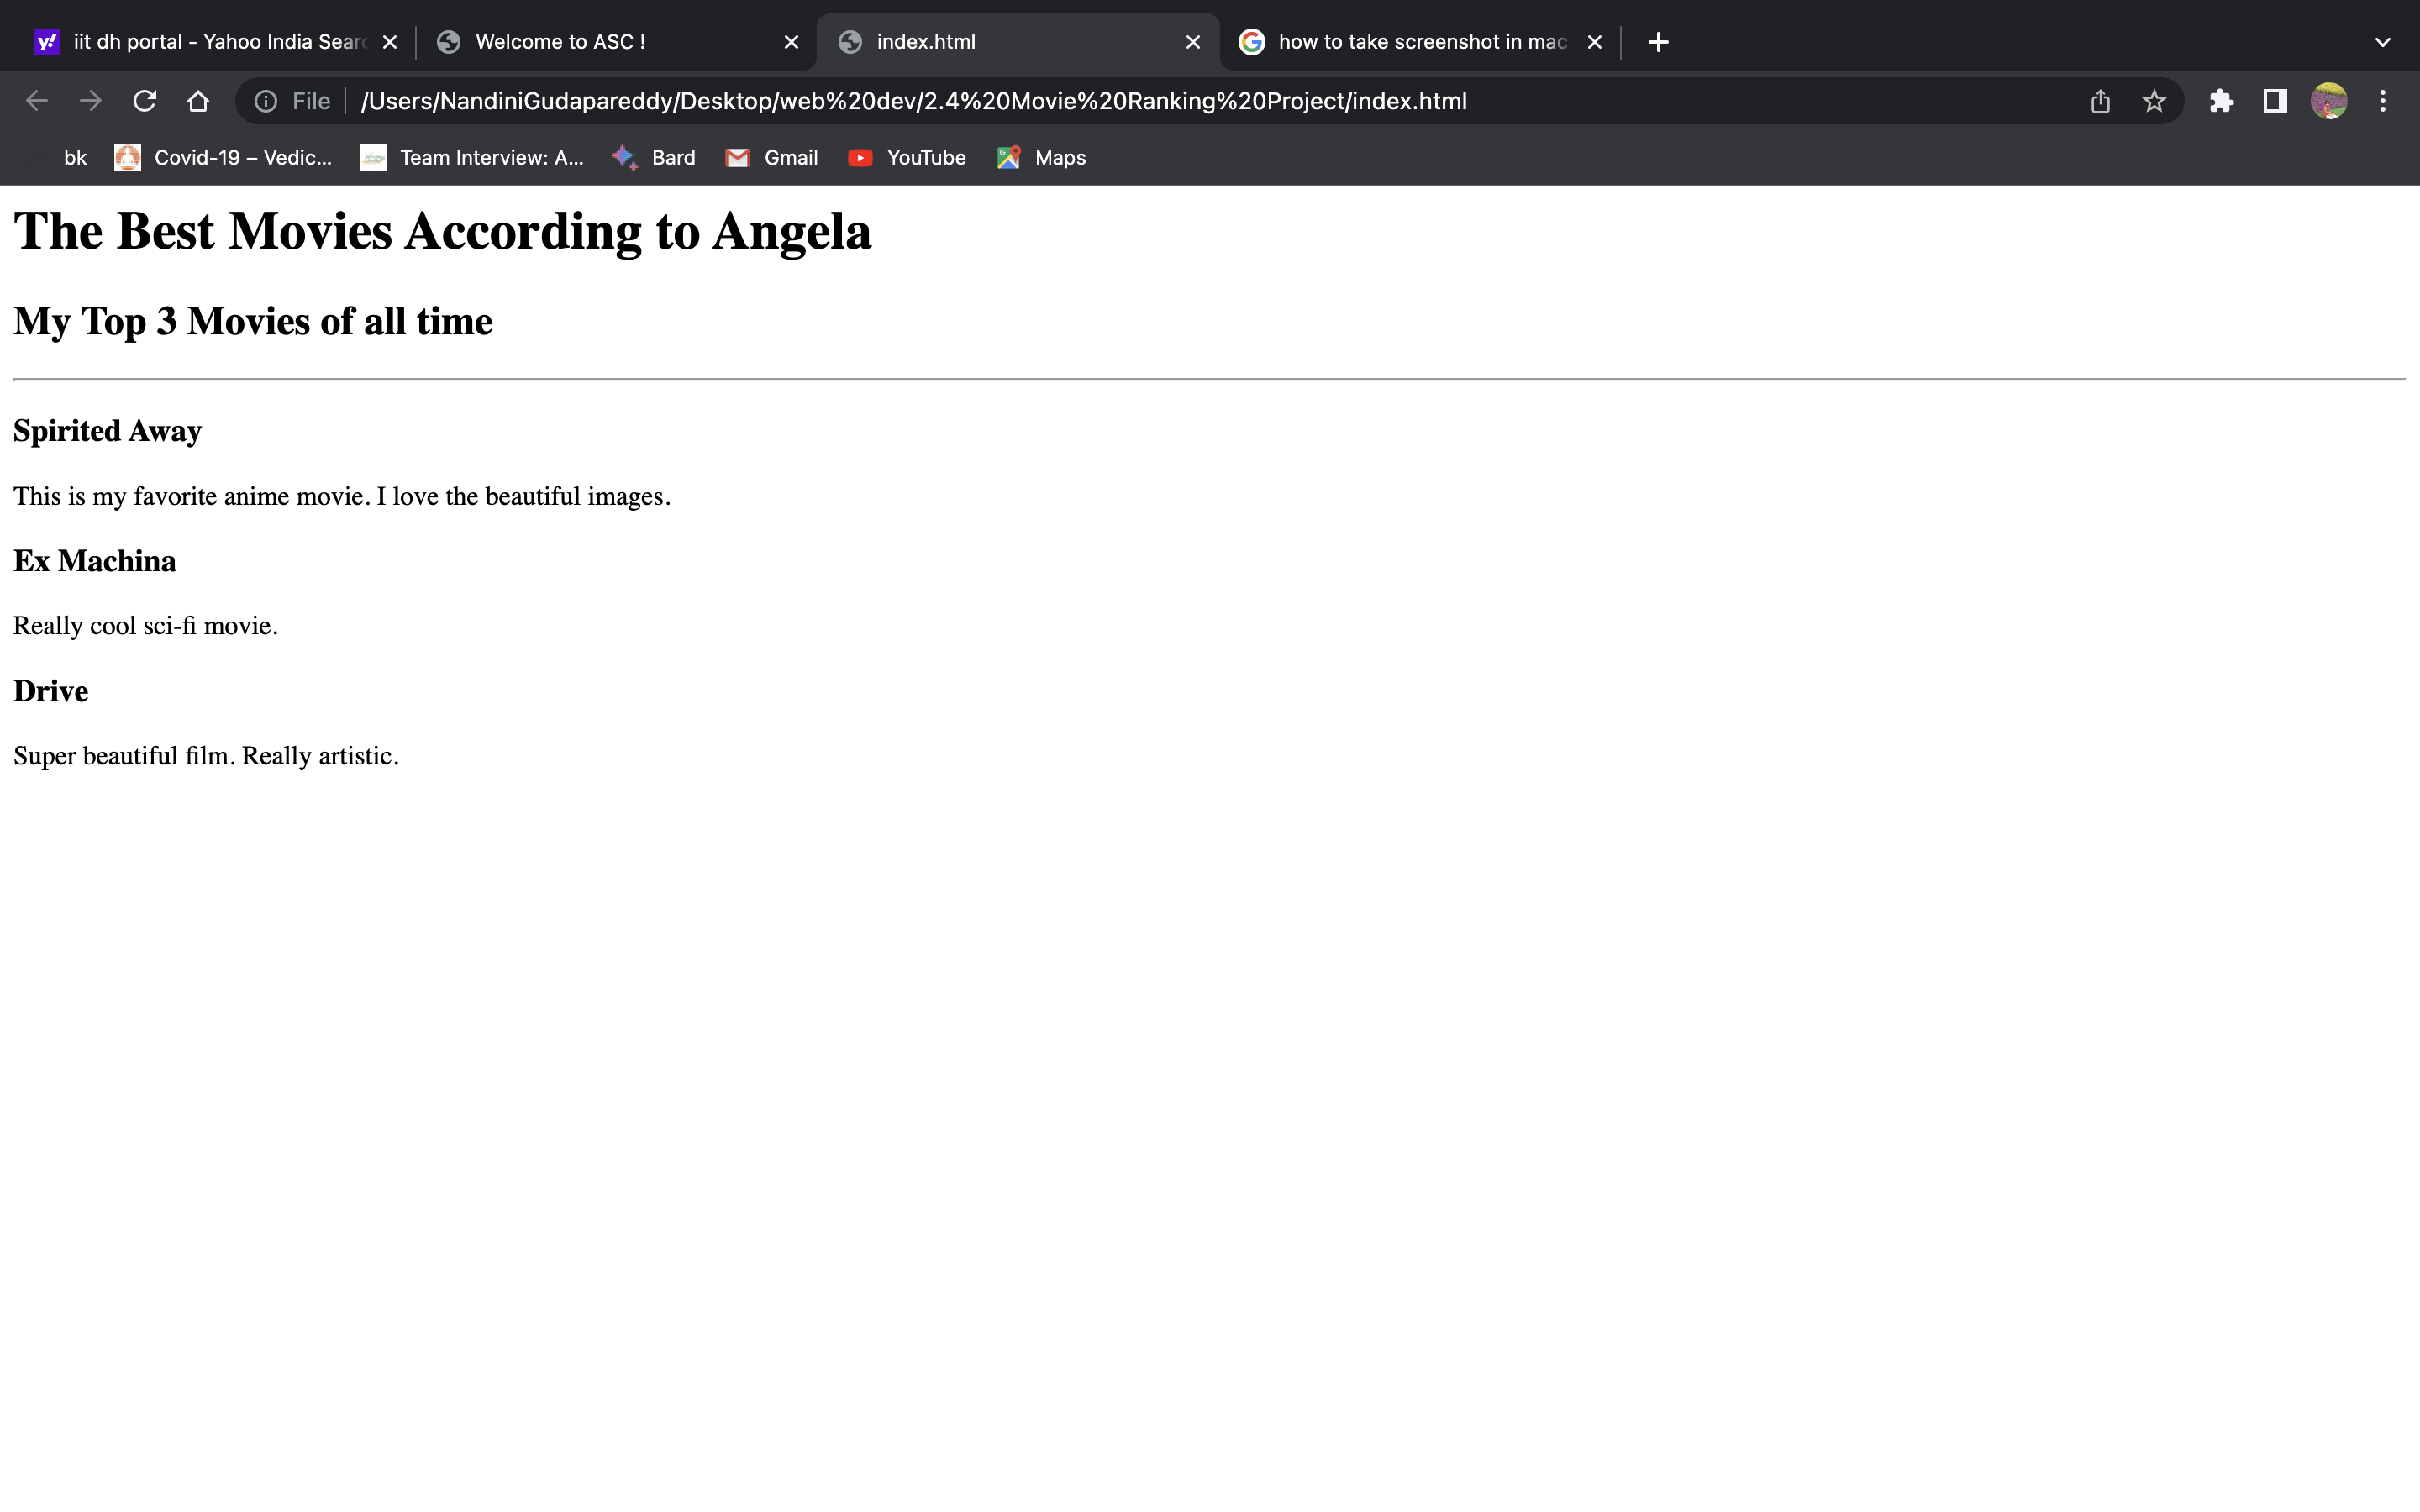 iit dh portal - Yahoo India Sear
Welcome to ASC !
index.html
how to take screenshot in mac
File
/Users/NandiniGudapareddy/Desktop/web%20dev/2.4%20Movie%20Ranking%20Project/index.html
bk
Covid-19 – Vedic...
Team Interview: A...
Bard
Gmail
YouTube
Maps
The Best Movies According to Angela
My Top 3 Movies of all time
Spirited Away
This is my favorite anime movie. I love the beautiful images.
Ex Machina
Really cool sci-fi movie.
Drive
Super beautiful film. Really artistic.